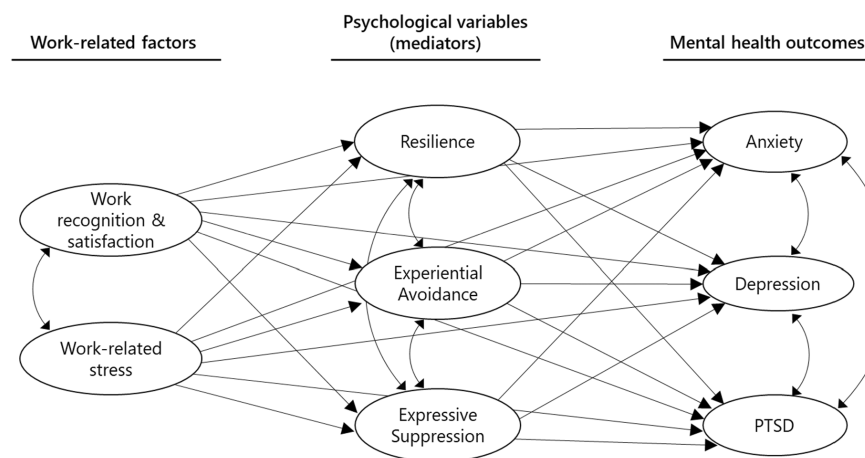 Work-related factors
Psychological variables
(mediators)
Mental health outcomes
Resilience
Anxiety
Work
recognition &
satisfaction
Experiential
Avoidance
Depression
Work-related
stress
Expressive
Suppression
PTSD